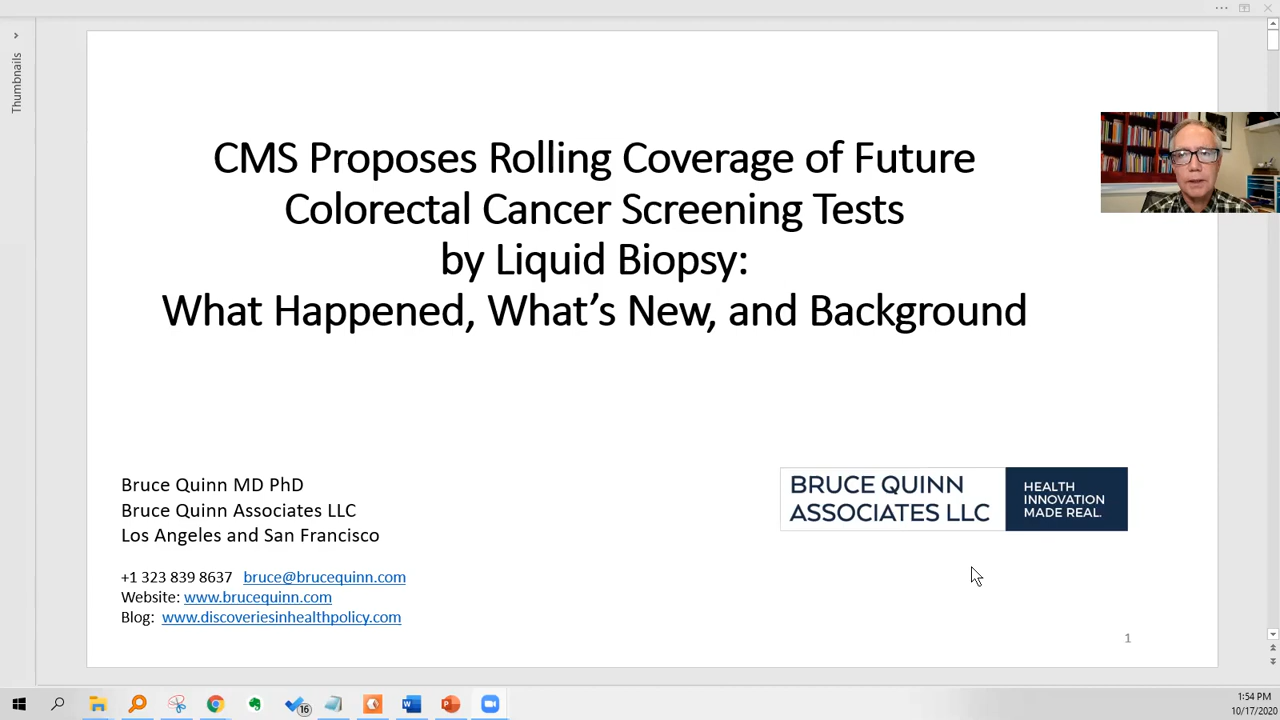 Thumbnails
CMS Proposes Rolling Coverage of Future
Colorectal Cancer Screening Tests
by Liquid Biopsy:
What Happened, What’s New, and Background
Bruce Quinn MD PhD
Bruce Quinn Associates LLC
Los Angeles and San Francisco
+1 323 839 8637 bruce@brucequinn.com
Website: www.brucequinn.com
Blog: www.discoveriesinhealthpolicy.com
BRUCE QUINN
ASSOCIATES LLC
HEALTH
INNOVATION
MADE REAL.
1
16
1:54 PM
10/17/2020